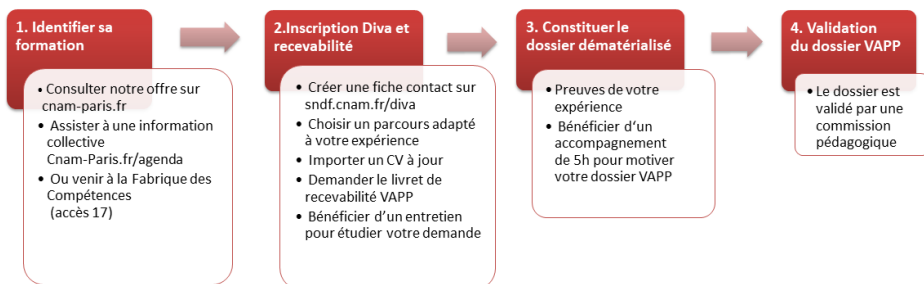 1. Identifier sa
formation
• Consulter notre offre sur
cnam-paris.fr
• Assister à une information
collective
Cnam-Paris.fr/agenda
• Ou venir à la Fabrique des
Compétences
(accès 17)
2.Inscription Diva et
recevabilité
• Créer une fiche contact sur
sndf.cnam.fr/diva
• Choisir un parcours adapté
à votre expérience
• Importer un CV à jour
• Demander le livret de
recevabilité VAPP
• Bénéficier d'un entretien
pour étudier votre demande
3. Constituer le
dossier dématérialisé
• Preuves de votre
expérience
• Bénéficier d'un
accompagnement
de 5h pour motiver
votre dossier VAPP
4. Validation
du dossier VAPP
• Le dossier est
validé par une
commission
pédagogique